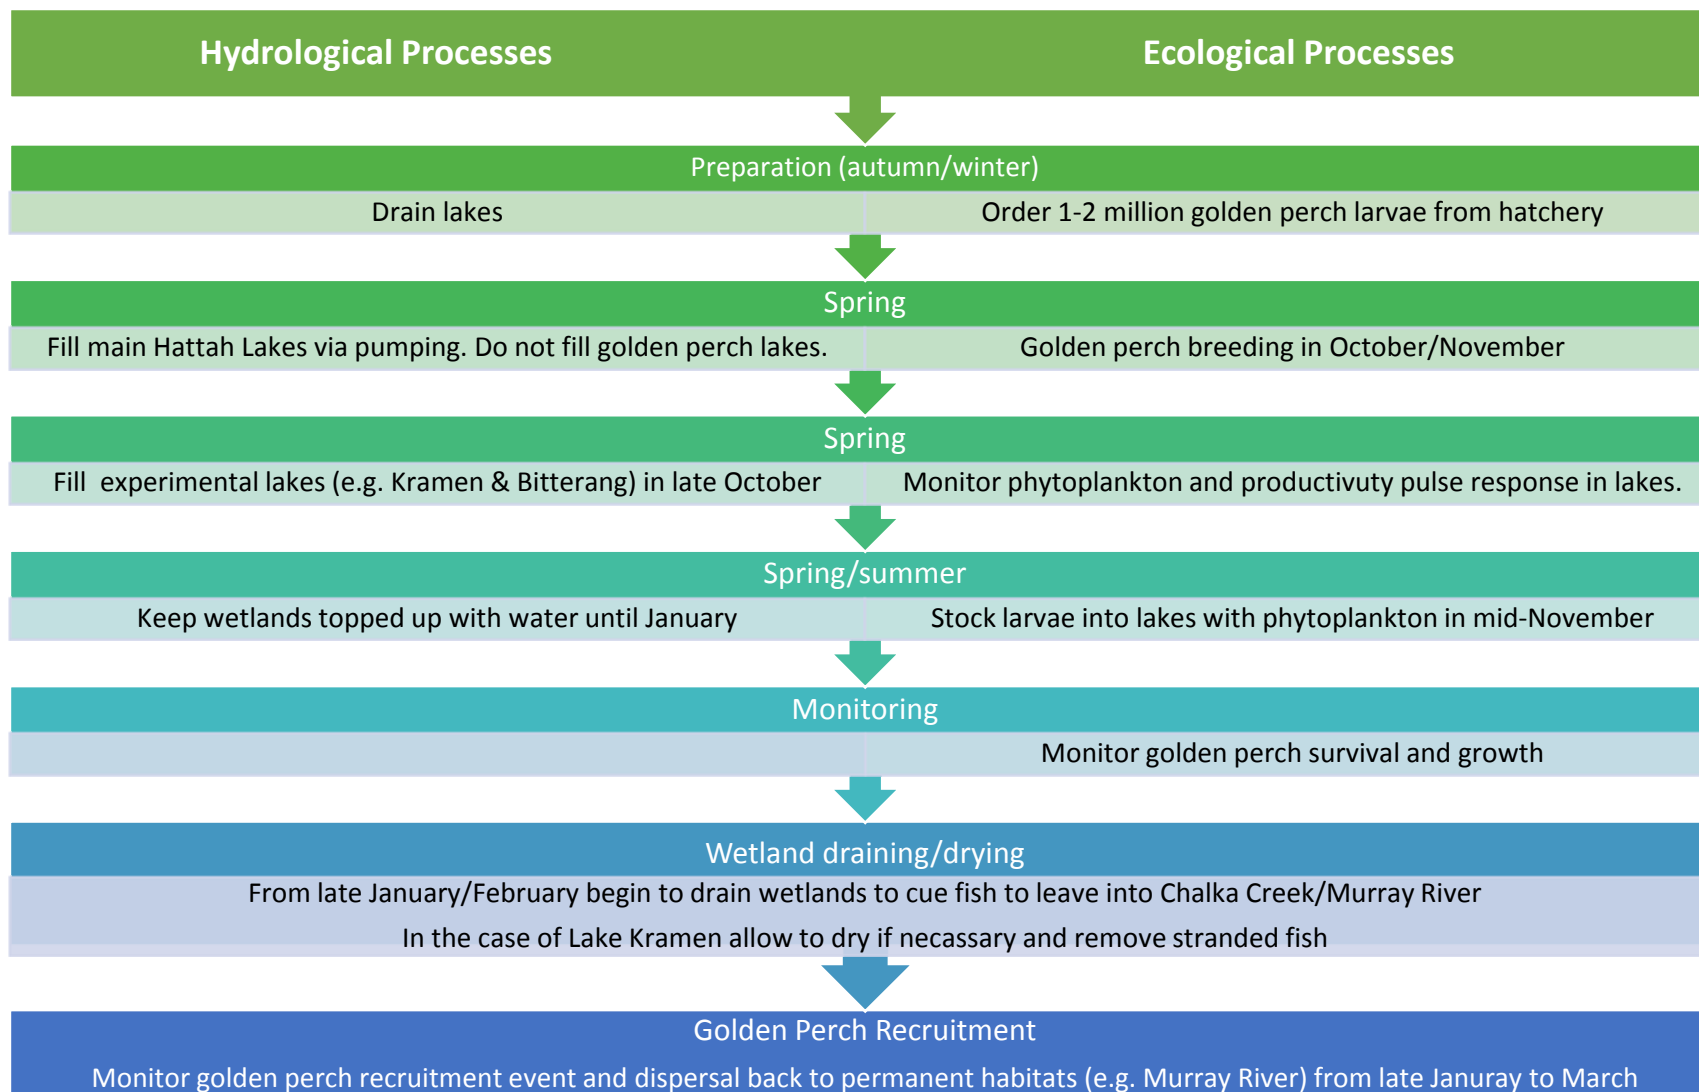 Hydrological Processes
Ecological Processes
Preparation (autumn/winter)
Drain lakes
Order 1-2 million golden perch larvae from hatchery
Spring
Fill main Hattah Lakes via pumping. Do not fill golden perch lakes.
Golden perch breeding in October/November
Spring
Fill experimental lakes (e.g. Kramen & Bitterang) in late October
Monitor phytoplankton and productivuty pulse response in lakes.
Spring/summer
Keep wetlands topped up with water until January
Stock larvae into lakes with phytoplankton in mid-November
Monitoring
Monitor golden perch survival and growth
Wetland draining/drying
From late January/February begin to drain wetlands to cue fish to leave into Chalka Creek/Murray River
In the case of Lake Kramen allow to dry if necassary and remove stranded fish
Golden Perch Recruitment
Monitor golden perch recruitment event and dispersal back to permanent habitats (e.g. Murray River) from late Januray to March